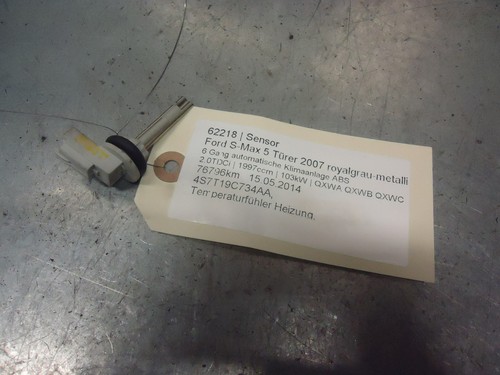 62218 | Sensor
Ford S-Max 5 Türer 2007 royalgrau-metalli
6 Gang automatische Klimaanlage ABS
2.0TDCi | 1997ccm | 103kW | QXWA QXWB QXWC
76796km 15.05.2014
4S7T19C734AA,
Temperaturfühler Heizung,